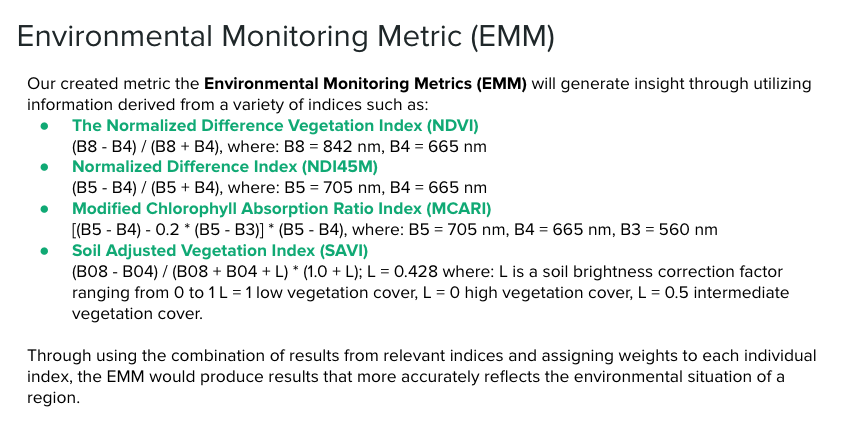 Environmental Monitoring Metric (EMM)
Our created metric the Environmental Monitoring Metrics (EMM) will generate insight through utilizing
information derived from a variety of indices such as:
● The Normalized Difference Vegetation Index (NDVI)
(B8 - B4) / (B8 + B4), where: B8 = 842 nm, B4 = 665 nm
● Normalized Difference Index (NDI45M)
(B5 - B4) / (B5 + B4), where: B5 = 705 nm, B4 = 665 nm
● Modified Chlorophyll Absorption Ratio Index (MCARI)
[(B5 - B4) - 0.2 * (B5 - B3)] * (B5 - B4), where: B5 = 705 nm, B4 = 665 nm, B3 = 560 nm
● Soil Adjusted Vegetation Index (SAVI)
(B08 - B04) / (B08 + B04 + L) * (1.0 + L); L = 0.428 where: L is a soil brightness correction factor
ranging from 0 to 1 L = 1 low vegetation cover, L = 0 high vegetation cover, L = 0.5 intermediate
vegetation cover.
Through using the combination of results from relevant indices and assigning weights to each individual
index, the EMM would produce results that more accurately reflects the environmental situation of a
region.